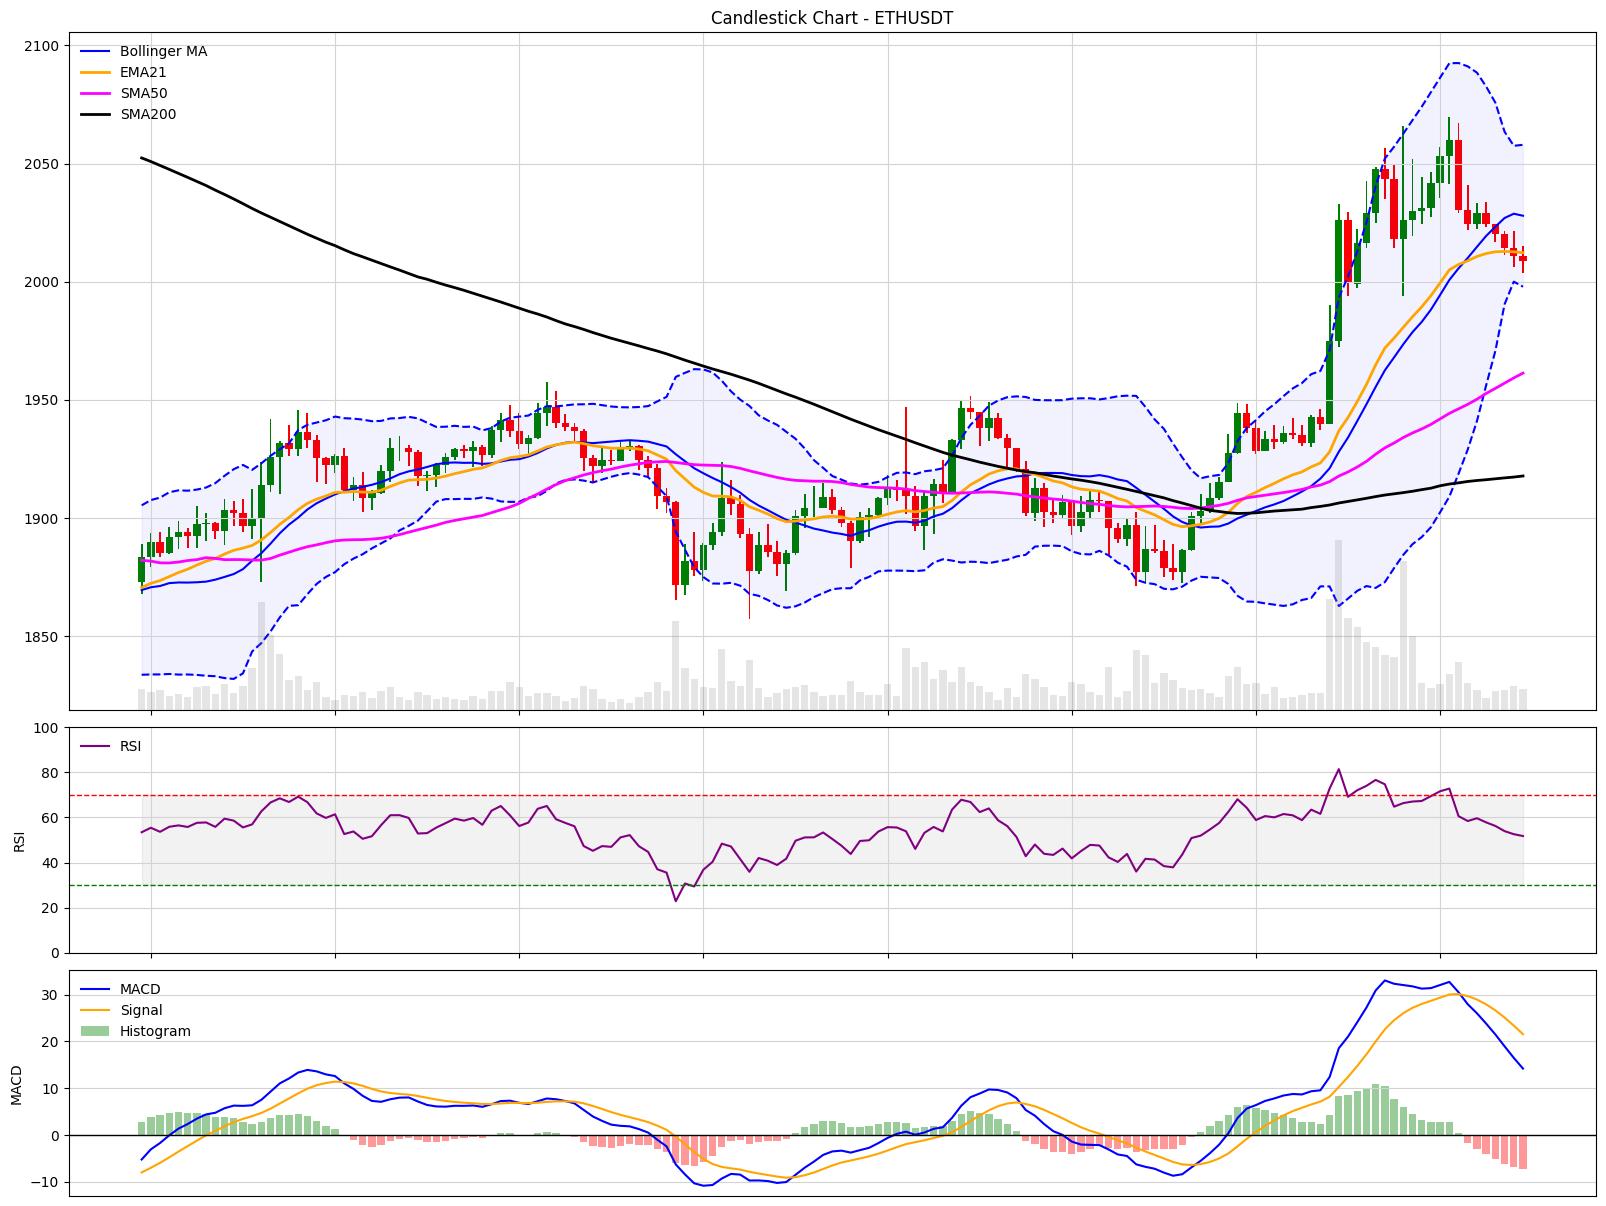 Candlestick Chart - ETHUSDT
2100
2050
2000
1950
1900
1850
Bollinger MA
EMA21
SMA50
SMA200
100
80
60
40
20
0
RSI
RSI
30
20
10
0
−10
MACD
MACD
Signal
Histogram